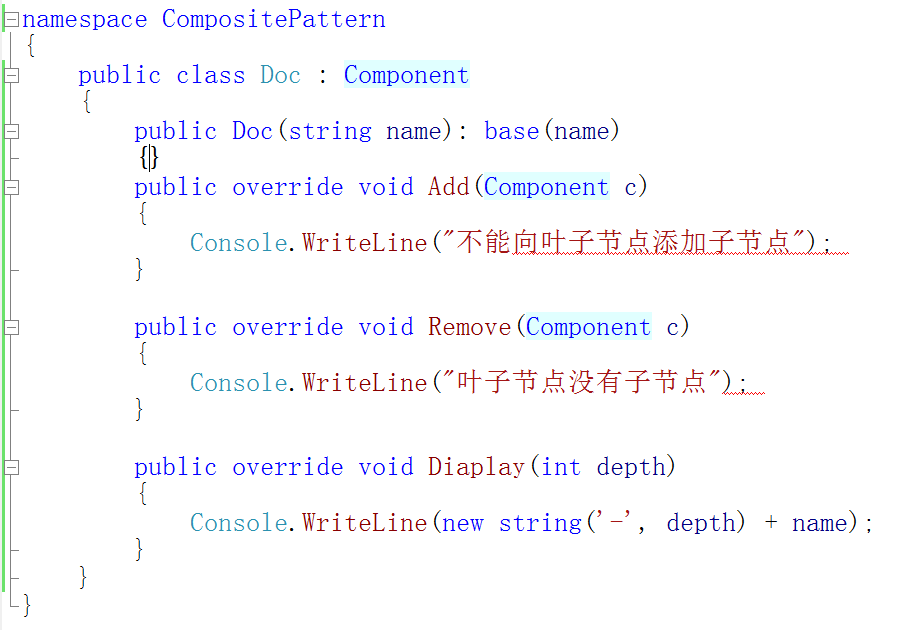 namespace CompositePattern
{
public class Doc : Component
{
public Doc(string name): base(name)
{}
public override void Add(Component c)
{
Console.WriteLine("不能向叶子节点添加子节点");
}
public override void Remove(Component c)
{
Console.WriteLine("叶子节点没有子节点");
}
public override void Diaplay(int depth)
{
Console.WriteLine(new string('-', depth) + name);
}
}
}